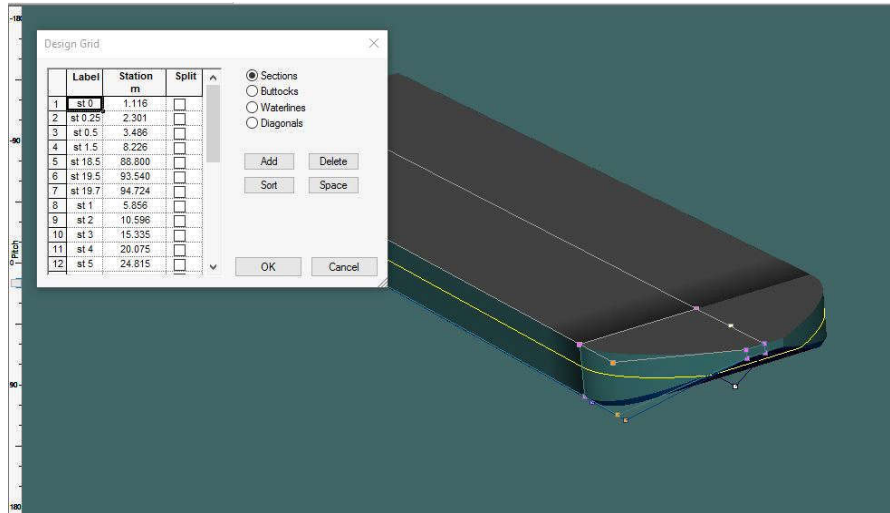 -180
Design Grid
Label Station m Split
1 st 0 1.116
2 st 0.25 2.301
3 st 0.5 3.486
4 st 1.5 8.226
5 st 18.5 88.800
6 st 19.5 93.540
7 st 19.7 94.724
8 st 1 5.856
9 st 2 10.596
10 st 3 15.335
11 st 4 20.075
12 st 5 24.815
Sections
Buttocks
Waterlines
Diagonals
Add Delete
Sort Space
OK Cancel
-90
Pitch
0
90
180